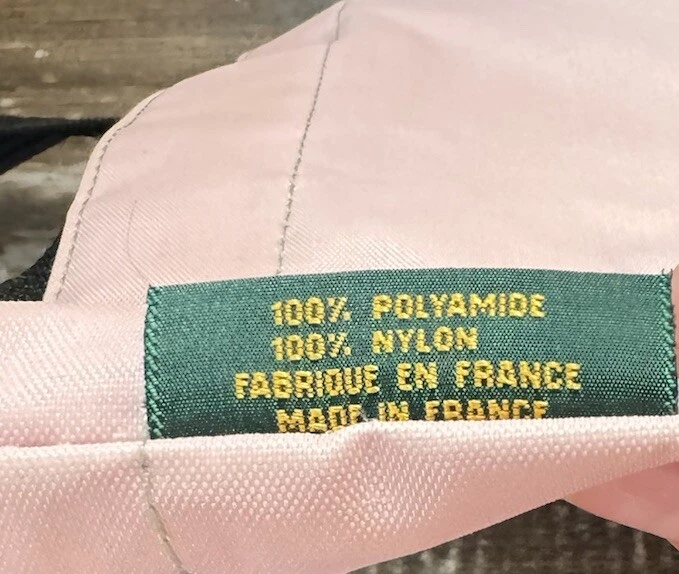 100% POLYAMIDE
100% NYLON
FABRIQUE EN FRANCE
MADE IN FRANCE